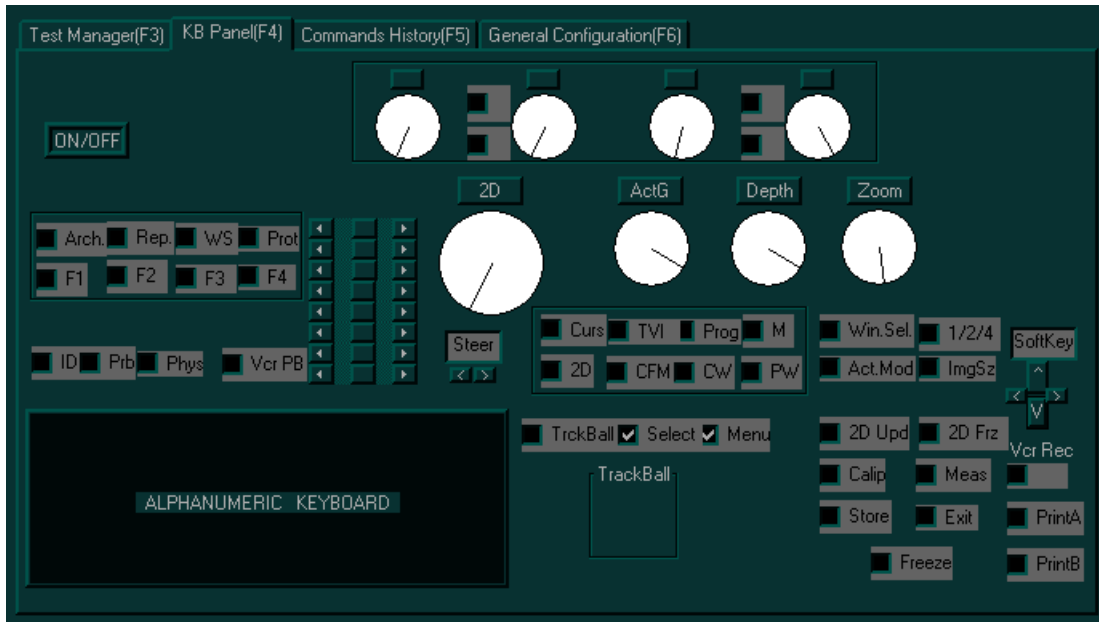 Test Manager(F3) KB Panel(F4) Commands History(F5) General Configuration(F6)
ON/OFF
2D ActG Depth Zoom
Arch. Rep. WS Prot
F1 F2 F3 F4
Steer
< >
Curs TVI Prog M
2D CFM CW PW
Win.Sel. 1/2/4
Act.Mod ImgSz
SoftKey
^
< >
V
ID Prb Phys Vcr PB
ALPHANUMERIC KEYBOARD
TrckBall Select Menu
TrackBall
2D Upd 2D Frz
Vcr Rec
Calip Meas
Store Exit PrintA
Freeze PrintB